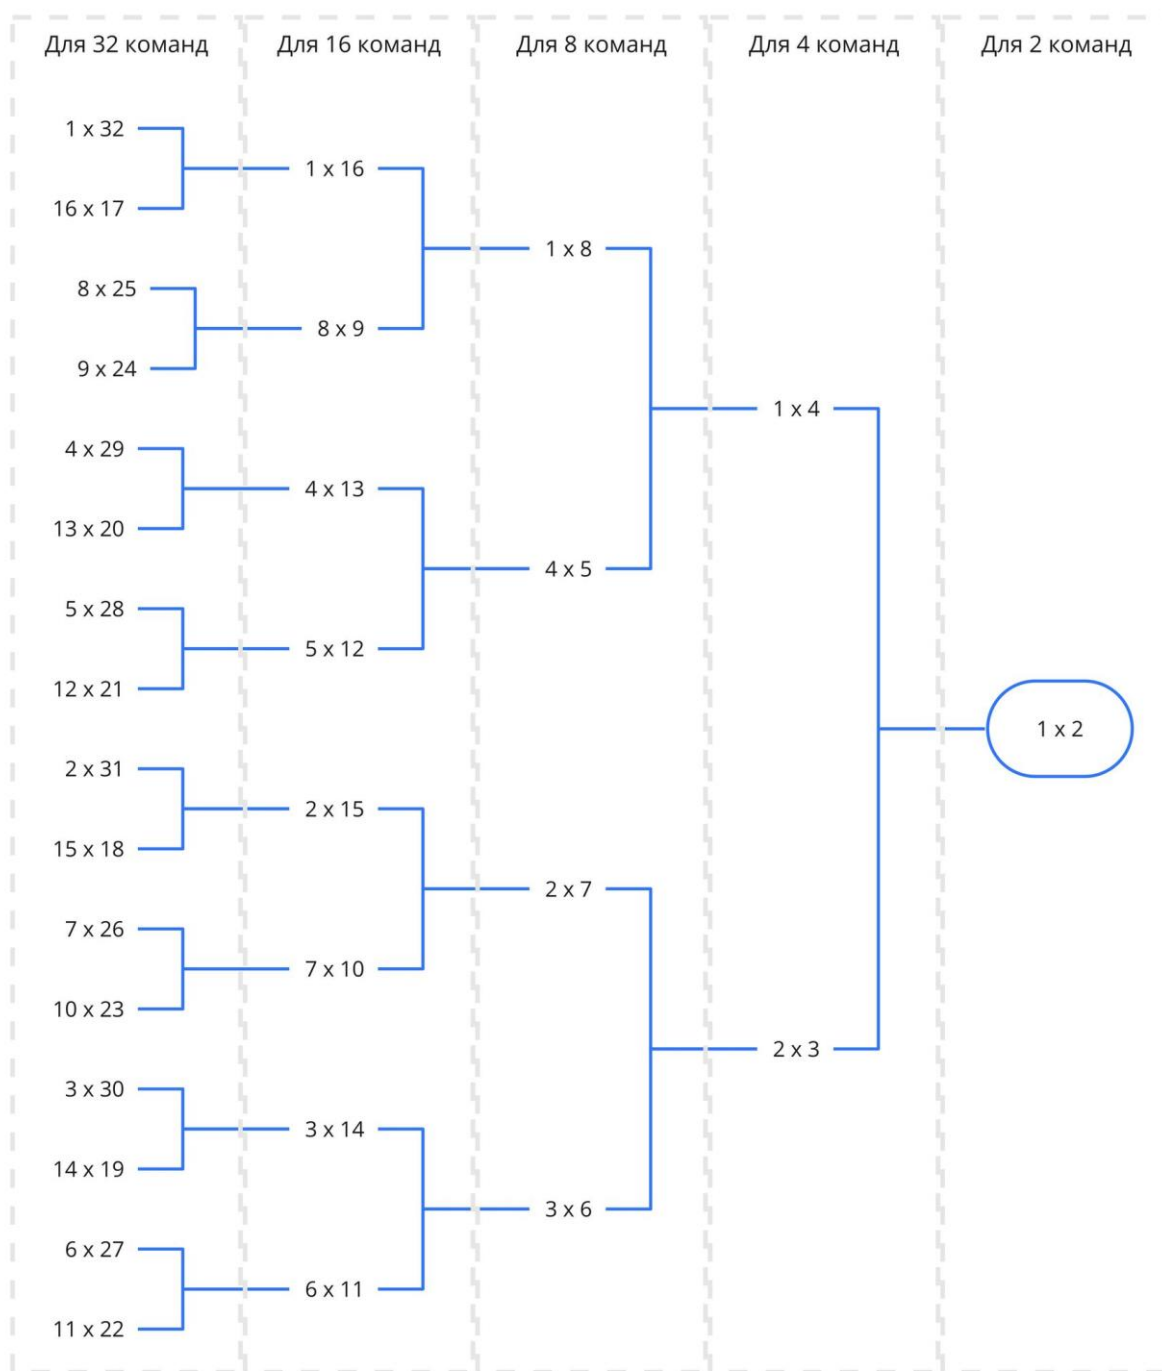 Для 32 команд
Для 16 команд
Для 8 команд
Для 4 команд
Для 2 команд
1 x 32
16 x 17
8 x 25
9 x 24
4 x 29
13 x 20
5 x 28
12 x 21
2 x 31
15 x 18
7 x 26
10 x 23
3 x 30
14 x 19
6 x 27
11 x 22
1 x 16
8 x 9
4 x 13
5 x 12
2 x 15
7 x 10
3 x 14
6 x 11
1 x 8
4 x 5
2 x 7
3 x 6
1 x 4
2 x 3
1 x 2